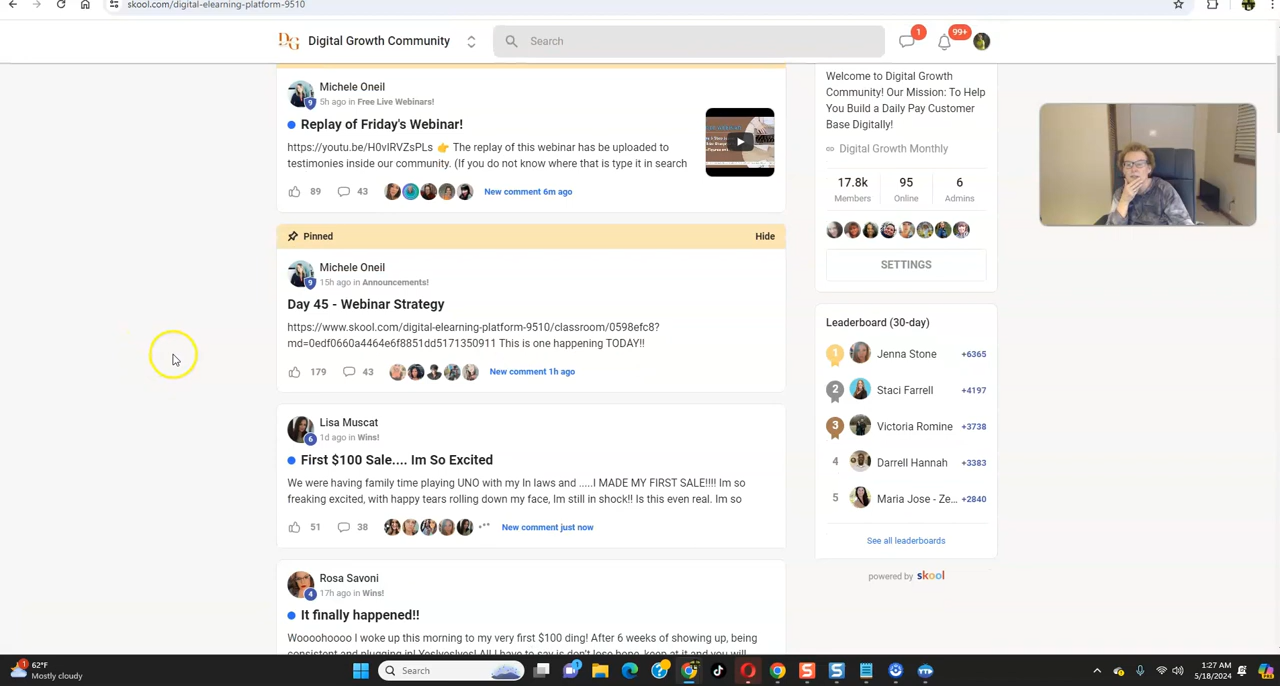 skool.com/digital-elearning-platform-9510
DG Digital Growth Community
Search
1
99+
Michele Oneil
9
5h ago in Free Live Webinars!
Replay of Friday's Webinar!
https://youtu.be/H0vIRVZsPLs 👉 The replay of this webinar has be uploaded to
testimonies inside our community. (If you do not know where that is type it in search
89
43
New comment 6m ago
Pinned
Hide
Michele Oneil
9
15h ago in Announcements!
Day 45 - Webinar Strategy
https://www.skool.com/digital-elearning-platform-9510/classroom/0598efc8?
md=0edf0660a4464e6f8851dd5171350911 This is one happening TODAY!!
179
43
New comment 1h ago
Lisa Muscat
6
1d ago in Wins!
First $100 Sale.... Im So Excited
We were having family time playing UNO with my In laws and .....I MADE MY FIRST SALE!!!! Im so
freaking excited, with happy tears rolling down my face, Im still in shock!! Is this even real. Im so
51
38
New comment just now
Rosa Savoni
4
17h ago in Wins!
It finally happened!!
Woooohoooo I woke up this morning to my very first $100 ding! After 6 weeks of showing up, being
Welcome to Digital Growth
Community! Our Mission: To Help
You Build a Daily Pay Customer
Base Digitally!
Digital Growth Monthly
17.8k 95 6
Members Online Admins
SETTINGS
Leaderboard (30-day)
1 Jenna Stone +6365
2 Staci Farrell +4197
3 Victoria Romine +3738
4 Darrell Hannah +3383
5 Maria Jose - Ze... +2840
See all leaderboards
powered by skool
62°F
Mostly cloudy
Search
1:27 AM
5/18/2024